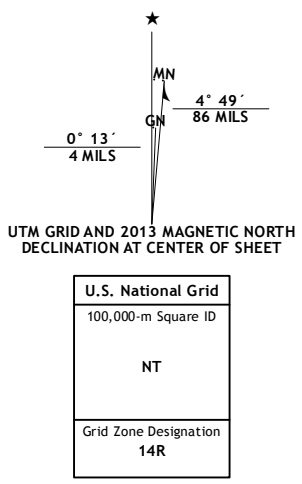 ★
MN
4° 49´
86 MILS
GN
0° 13´
4 MILS
UTM GRID AND 2013 MAGNETIC NORTH
DECLINATION AT CENTER OF SHEET
U.S. National Grid
100,000-m Square ID
NT
Grid Zone Designation
14R